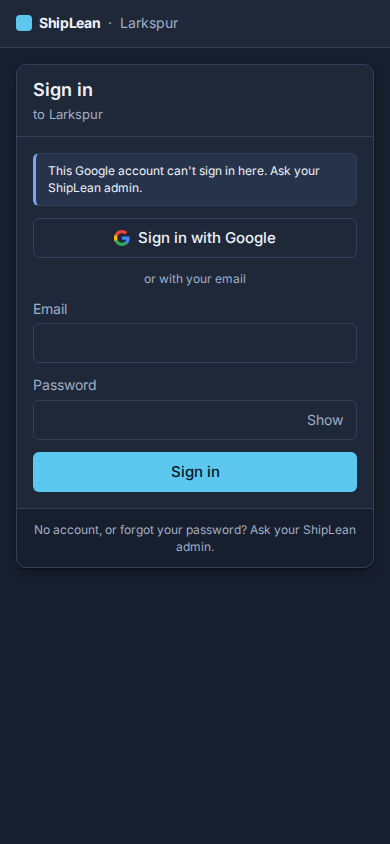 ShipLean · Larkspur
Sign in
to Larkspur
This Google account can't sign in here. Ask your
ShipLean admin.
Sign in with Google
or with your email
Email
Password
Show
Sign in
No account, or forgot your password? Ask your ShipLean
admin.